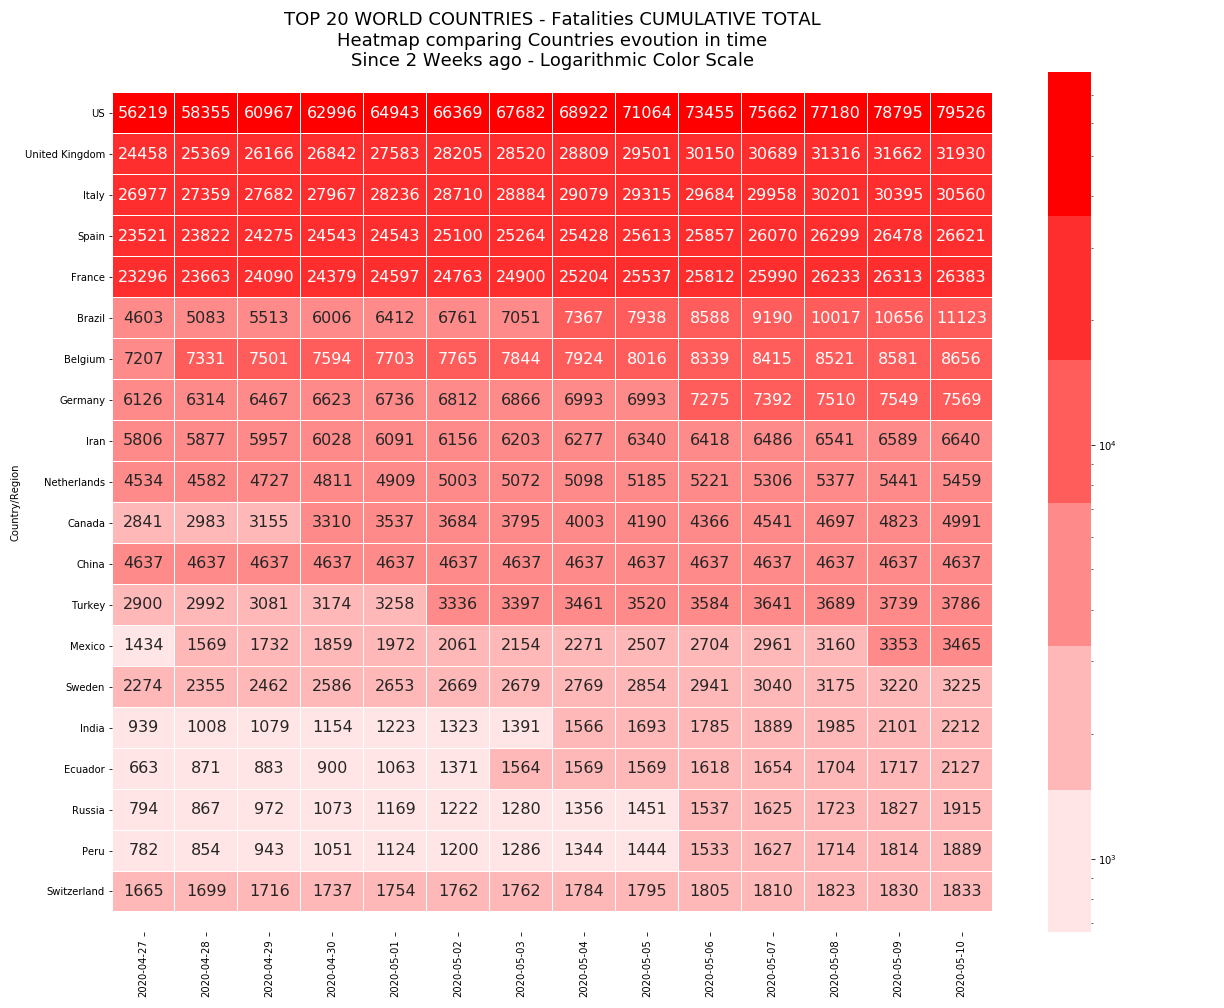 TOP 20 WORLD COUNTRIES - Fatalities CUMULATIVE TOTAL
Heatmap comparing Countries evoution in time
Since 2 Weeks ago - Logarithmic Color Scale
US 56219 58355 60967 62996 64943 66369 67682 68922 71064 73455 75662 77180 78795 79526
United Kingdom 24458 25369 26166 26842 27583 28205 28520 28809 29501 30150 30689 31316 31662 31930
Italy 26977 27359 27682 27967 28236 28710 28884 29079 29315 29684 29958 30201 30395 30560
Spain 23521 23822 24275 24543 24543 25100 25264 25428 25613 25857 26070 26299 26478 26621
France 23296 23663 24090 24379 24597 24763 24900 25204 25537 25812 25990 26233 26313 26383
Brazil 4603 5083 5513 6006 6412 6761 7051 7367 7938 8588 9190 10017 10656 11123
Belgium 7207 7331 7501 7594 7703 7765 7844 7924 8016 8339 8415 8521 8581 8656
Germany 6126 6314 6467 6623 6736 6812 6866 6993 6993 7275 7392 7510 7549 7569
Iran 5806 5877 5957 6028 6091 6156 6203 6277 6340 6418 6486 6541 6589 6640
Netherlands 4534 4582 4727 4811 4909 5003 5072 5098 5185 5221 5306 5377 5441 5459
Canada 2841 2983 3155 3310 3537 3684 3795 4003 4190 4366 4541 4697 4823 4991
China 4637 4637 4637 4637 4637 4637 4637 4637 4637 4637 4637 4637 4637 4637
Turkey 2900 2992 3081 3174 3258 3336 3397 3461 3520 3584 3641 3689 3739 3786
Mexico 1434 1569 1732 1859 1972 2061 2154 2271 2507 2704 2961 3160 3353 3465
Sweden 2274 2355 2462 2586 2653 2669 2679 2769 2854 2941 3040 3175 3220 3225
India 939 1008 1079 1154 1223 1323 1391 1566 1693 1785 1889 1985 2101 2212
Ecuador 663 871 883 900 1063 1371 1564 1569 1569 1618 1654 1704 1717 2127
Russia 794 867 972 1073 1169 1222 1280 1356 1451 1537 1625 1723 1827 1915
Peru 782 854 943 1051 1124 1200 1286 1344 1444 1533 1627 1714 1814 1889
Switzerland 1665 1699 1716 1737 1754 1762 1762 1784 1795 1805 1810 1823 1830 1833
2020-04-27 2020-04-28 2020-04-29 2020-04-30 2020-05-01 2020-05-02 2020-05-03 2020-05-04 2020-05-05 2020-05-06 2020-05-07 2020-05-08 2020-05-09 2020-05-10
Country/Region
10⁴
10³